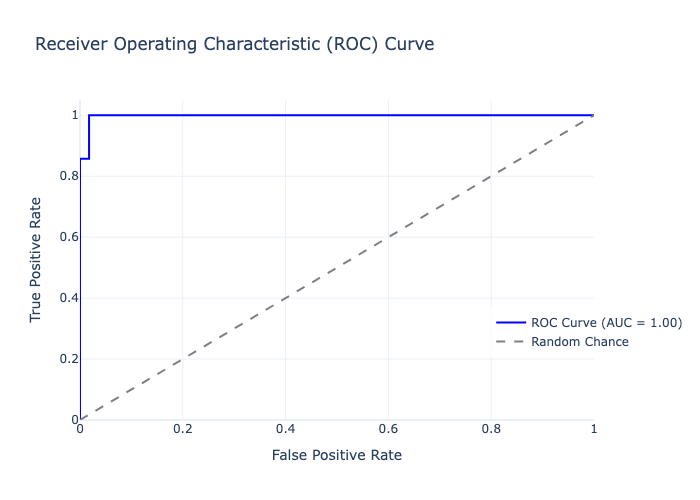 Receiver Operating Characteristic (ROC) Curve
True Positive Rate
1
0.8
0.6
0.4
0.2
0
0 0.2 0.4 0.6 0.8 1
False Positive Rate
ROC Curve (AUC = 1.00)
Random Chance